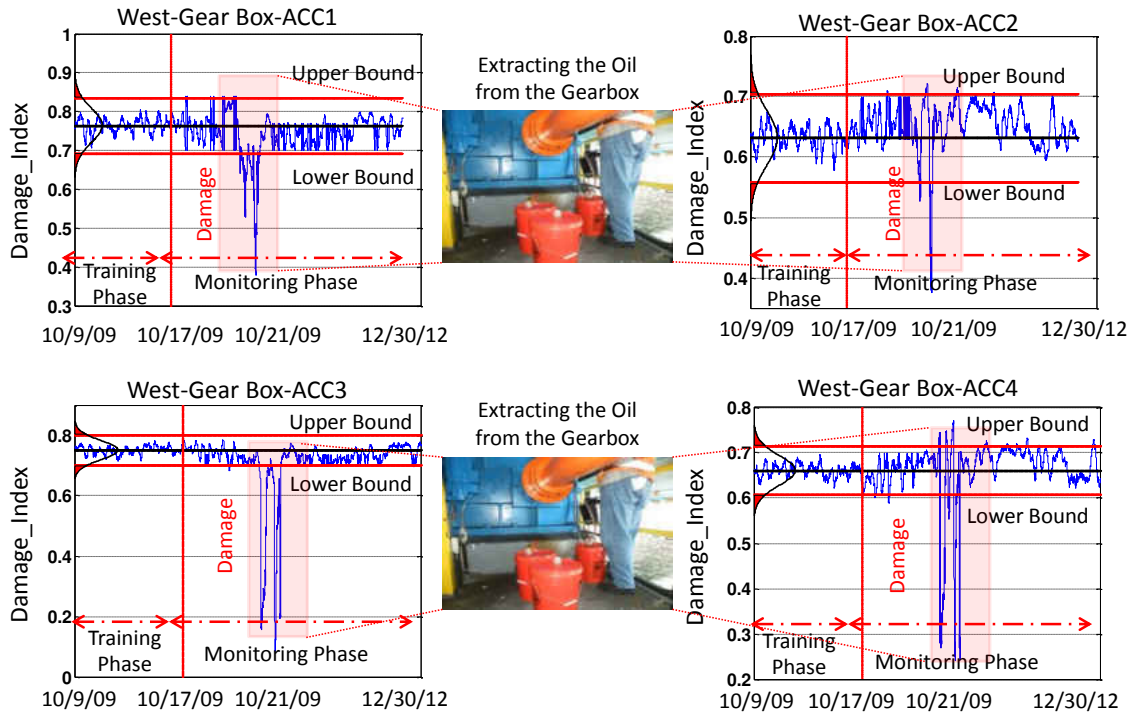 West-Gear Box-ACC1
Damage_Index
1
0.9
0.8
0.7
0.6
0.5
0.4
0.3
Upper Bound
Lower Bound
Damage
Training
Phase
Monitoring Phase
10/9/09 10/17/09 10/21/09 12/30/12
Extracting the Oil
from the Gearbox
West-Gear Box-ACC2
Damage_Index
0.8
0.7
0.6
0.5
0.4
Upper Bound
Lower Bound
Damage
Training
Phase
Monitoring Phase
10/9/09 10/17/09 10/21/09 12/30/12
West-Gear Box-ACC3
Damage_Index
0.8
0.6
0.4
0.2
0
Upper Bound
Lower Bound
Damage
Training
Phase
Monitoring Phase
10/9/09 10/17/09 10/21/09 12/30/12
Extracting the Oil
from the Gearbox
West-Gear Box-ACC4
Damage_Index
0.8
0.7
0.6
0.5
0.4
0.3
0.2
Upper Bound
Lower Bound
Damage
Training
Phase
Monitoring Phase
10/9/09 10/17/09 10/21/09 12/30/12